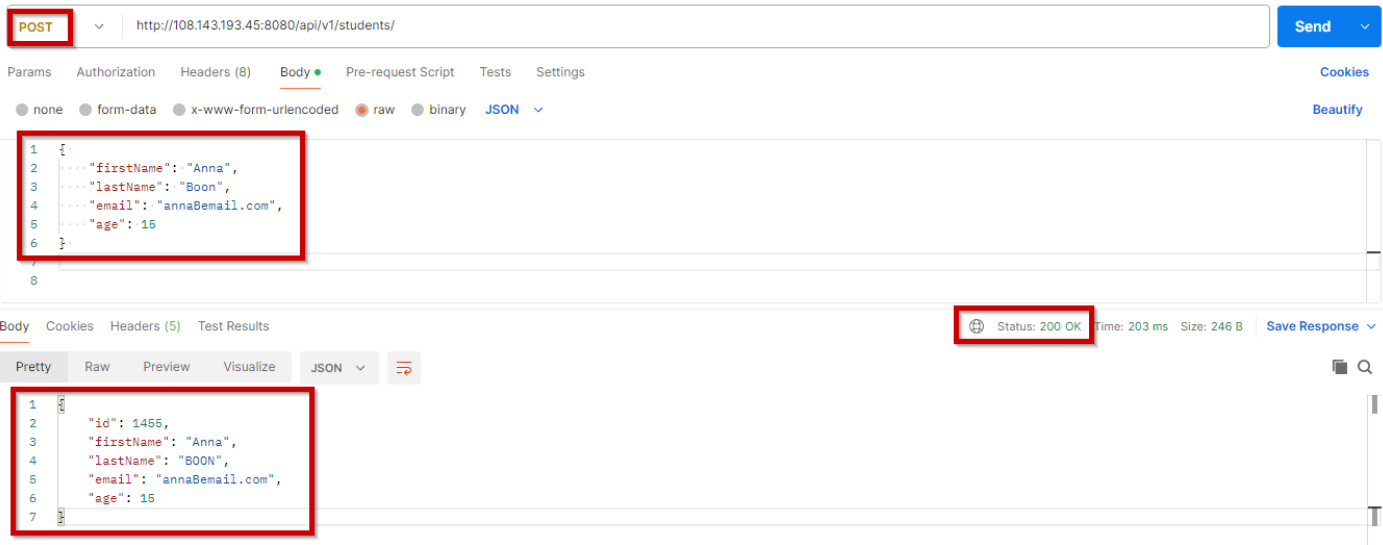 POST http://108.143.193.45:8080/api/v1/students/ Send
Params Authorization Headers (8) Body Pre-request Script Tests Settings Cookies
none form-data x-www-form-urlencoded raw binary JSON Beautify
1 {
2 "firstName": "Anna",
3 "lastName": "Boon",
4 "email": "annaBemail.com",
5 "age": 15
6 }
7
8
Body Cookies Headers (5) Test Results Status: 200 OK Time: 203 ms Size: 246 B Save Response
Pretty Raw Preview Visualize JSON
1 {
2 "id": 1455,
3 "firstName": "Anna",
4 "lastName": "BOON",
5 "email": "annaBemail.com",
6 "age": 15
7 }